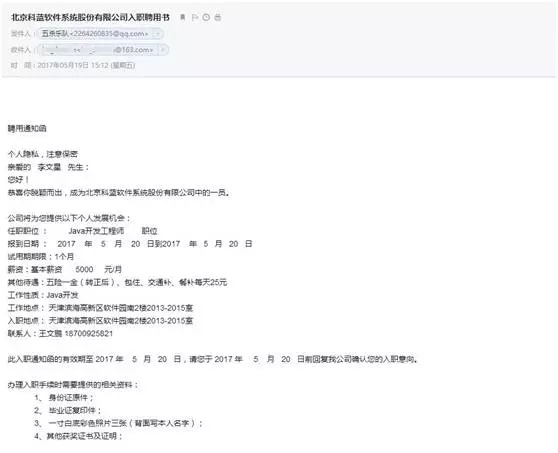 北京科蓝软件系统股份有限公司入职聘用书
发件人：五杀乐队<2264260835@qq.com>
收件人：@163.com>
时 间：2017年05月19日 15:12 (星期五)
聘用通知函
个人隐私，注意保密
亲爱的 李文星 先生：
您好！
恭喜你脱颖而出，成为北京科蓝软件系统股份有限公司中的一员。
公司将为您提供以下个人发展机会：
任职职位： Java开发工程师 职位
报到日期： 2017 年 5 月 20 日到2017 年 5 月 20 日
试用期期限：1个月
薪资：基本薪资 5000 元/月
其他待遇：五险一金（转正后）、包住、交通补、餐补每天25元
工作性质：Java开发
工作地点： 天津滨海高新区软件园南2楼2013-2015室
入职地点： 天津滨海高新区软件园南2楼2013-2015室
联系人：王文鹏 18700925821
此入职通知函的有效期至 2017 年 5 月 20 日，请您于 2017 年 5 月 20 日前回复我公司确认您的入职意向。
办理入职手续时需要提供的相关资料：
1、 身份证原件；
2、 毕业证复印件；
3、 一寸白底彩色照片三张（背面写本人名字）；
4、其他获奖证书及证明；